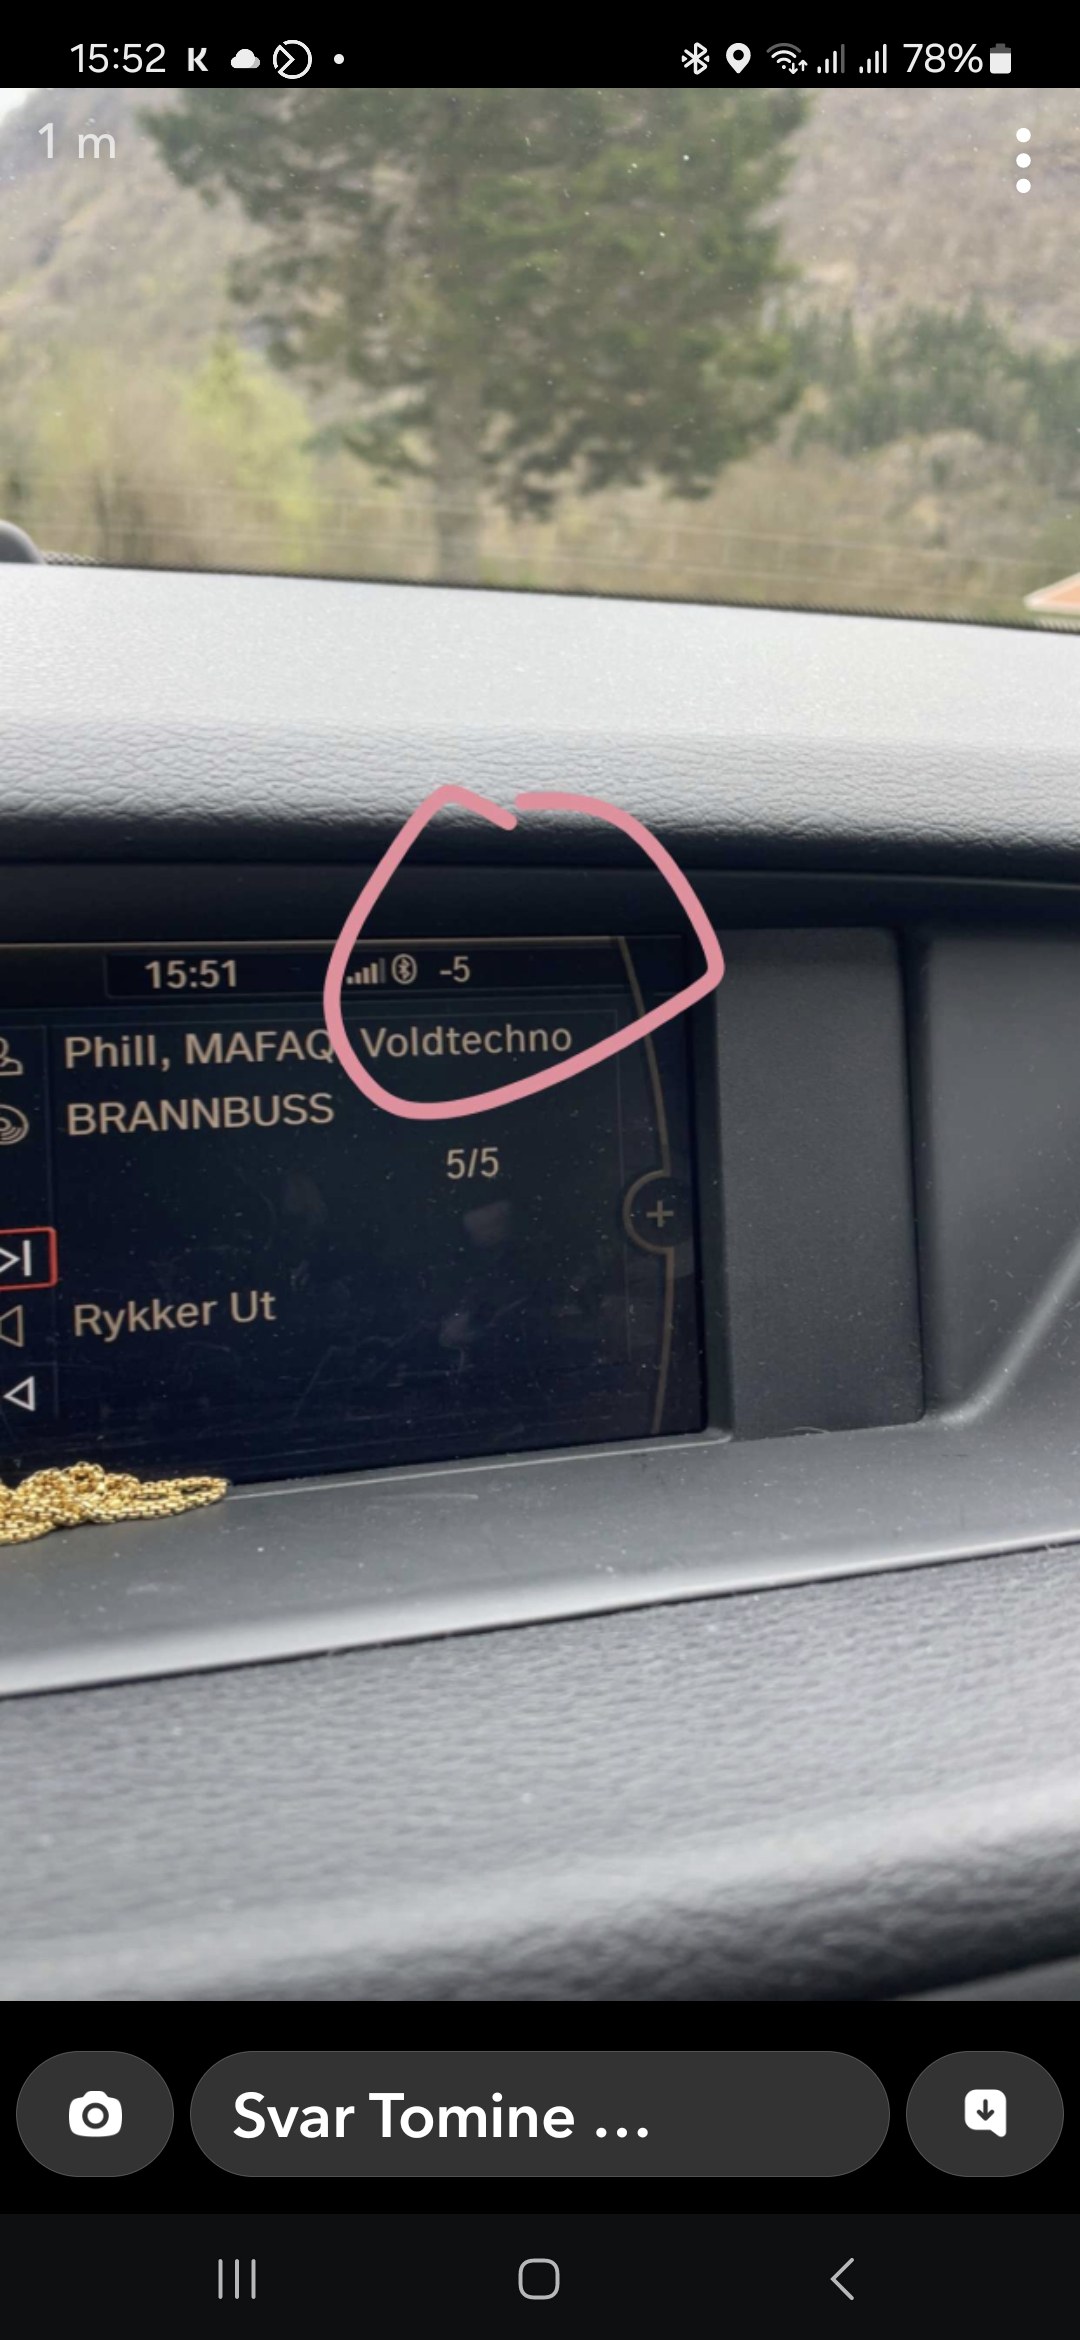 15:52 K 78%
1 m
15:51 -5
Phill, MAFAQ, Voldtechno
BRANNBUSS
5/5
Rykker Ut
Svar Tomine ...